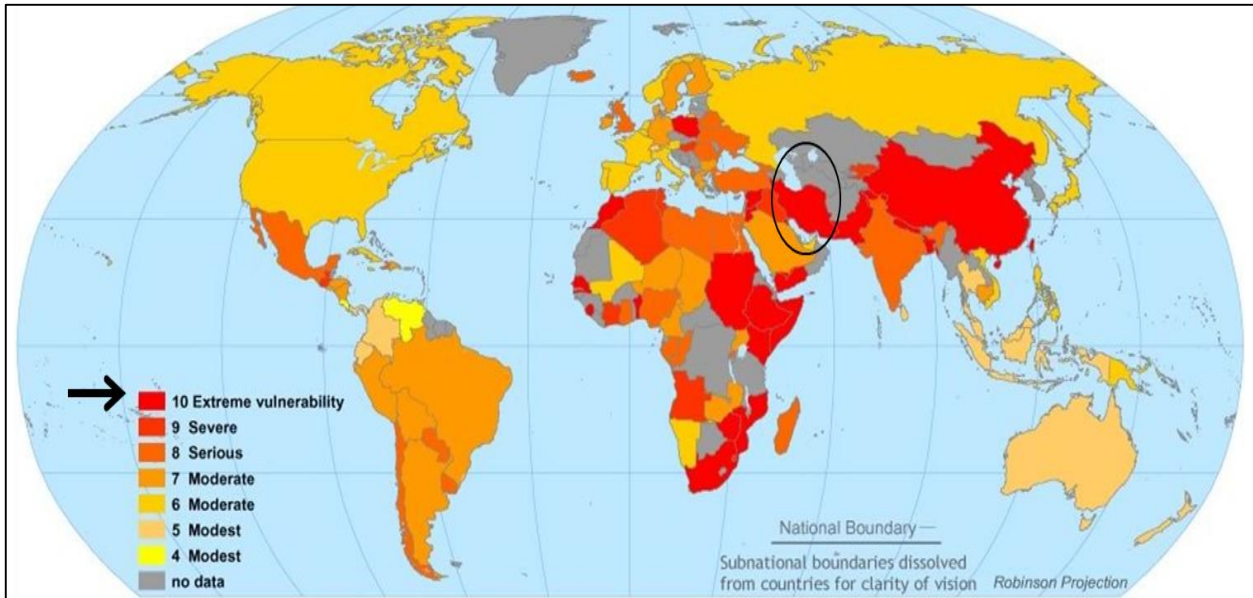 10 Extreme vulnerability
9 Severe
8 Serious
7 Moderate
6 Moderate
5 Modest
4 Modest
no data
National Boundary
Subnational boundaries dissolved
from countries for clarity of vision
Robinson Projection